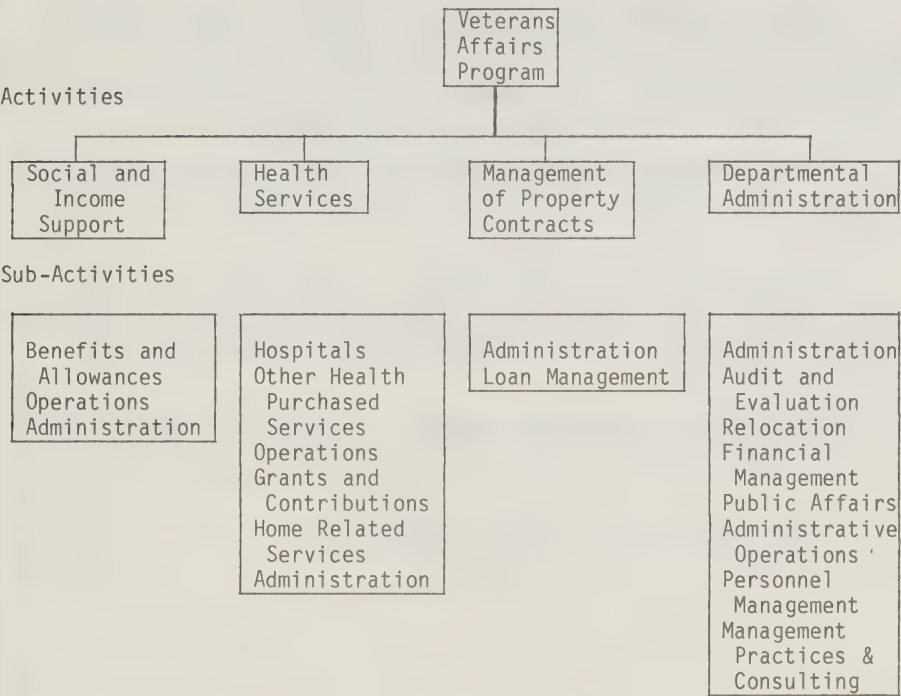 Veterans
Affairs
Program
Activities
Social and
Income
Support
Health
Services
Management
of Property
Contracts
Departmental
Administration
Sub-Activities
Benefits and
Allowances
Operations
Administration
Hospitals
Other Health
Purchased
Services
Operations
Grants and
Contributions
Home Related
Services
Administration
Administration
Loan Management
Administration
Audit and
Evaluation
Relocation
Financial
Management
Public Affairs
Administrative
Operations
Personnel
Management
Management
Practices &
Consulting